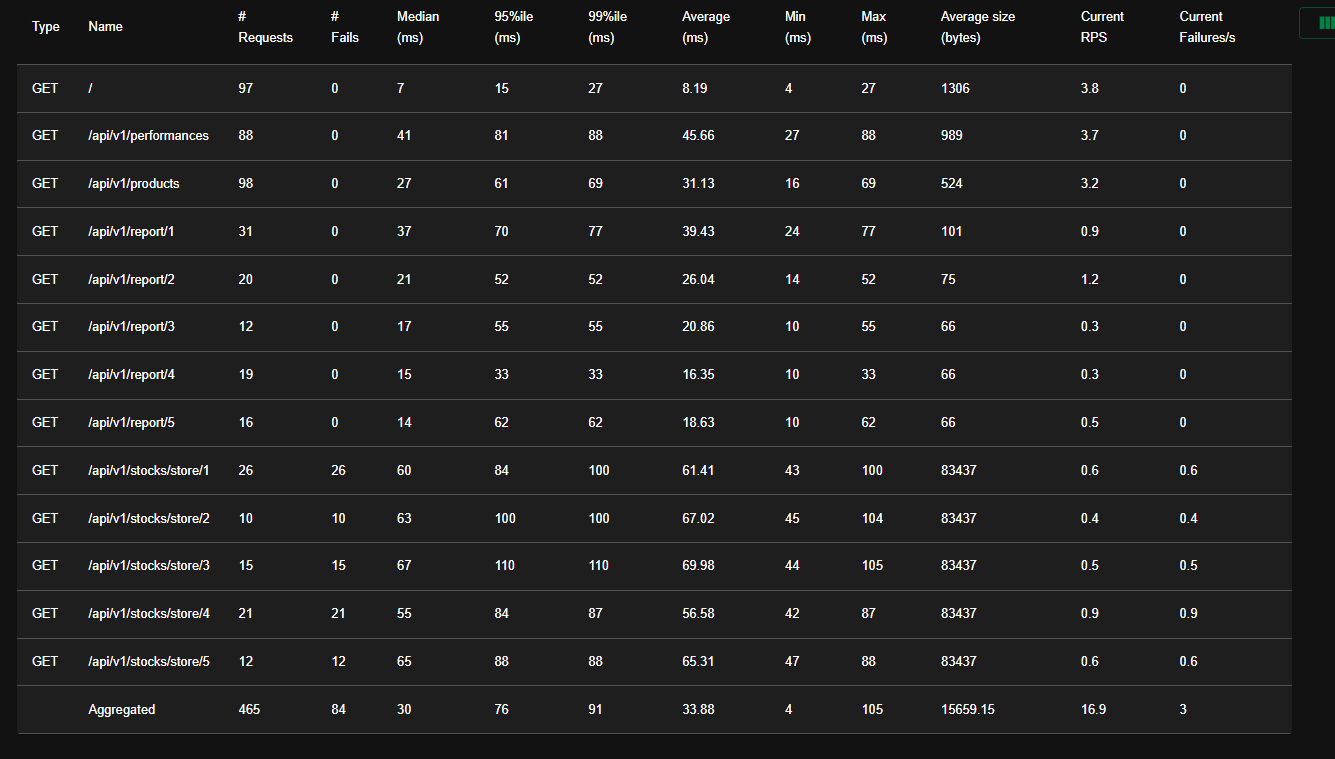 Type Name # Requests # Fails Median (ms) 95%ile (ms) 99%ile (ms) Average (ms) Min (ms) Max (ms) Average size (bytes) Current RPS Current Failures/s
GET / 97 0 7 15 27 8.19 4 27 1306 3.8 0
GET /api/v1/performances 88 0 41 81 88 45.66 27 88 989 3.7 0
GET /api/v1/products 98 0 27 61 69 31.13 16 69 524 3.2 0
GET /api/v1/report/1 31 0 37 70 77 39.43 24 77 101 0.9 0
GET /api/v1/report/2 20 0 21 52 52 26.04 14 52 75 1.2 0
GET /api/v1/report/3 12 0 17 55 55 20.86 10 55 66 0.3 0
GET /api/v1/report/4 19 0 15 33 33 16.35 10 33 66 0.3 0
GET /api/v1/report/5 16 0 14 62 62 18.63 10 62 66 0.5 0
GET /api/v1/stocks/store/1 26 26 60 84 100 61.41 43 100 83437 0.6 0.6
GET /api/v1/stocks/store/2 10 10 63 100 100 67.02 45 104 83437 0.4 0.4
GET /api/v1/stocks/store/3 15 15 67 110 110 69.98 44 105 83437 0.5 0.5
GET /api/v1/stocks/store/4 21 21 55 84 87 56.58 42 87 83437 0.9 0.9
GET /api/v1/stocks/store/5 12 12 65 88 88 65.31 47 88 83437 0.6 0.6
Aggregated 465 84 30 76 91 33.88 4 105 15659.15 16.9 3